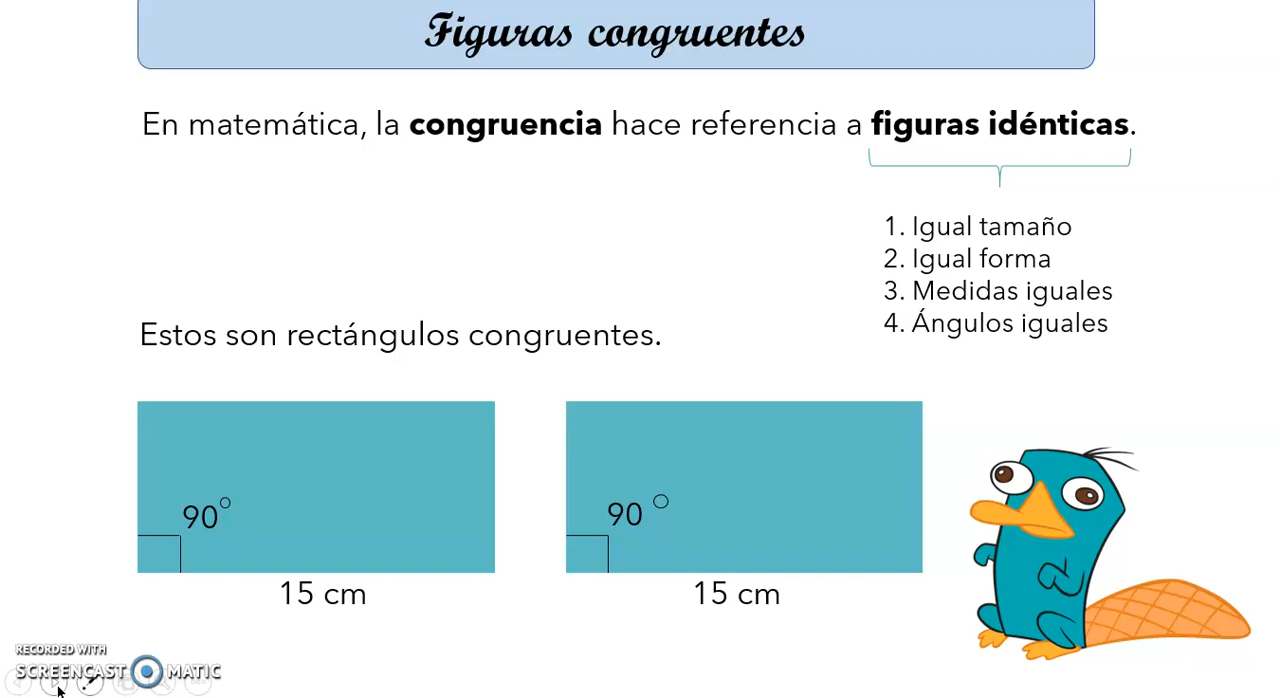 Figuras congruentes
En matemática, la congruencia hace referencia a figuras idénticas.
1. Igual tamaño
2. Igual forma
3. Medidas iguales
4. Ángulos iguales
Estos son rectángulos congruentes.
90°
90°
15 cm
15 cm
RECORDED WITH
SCREENCAST MATIC